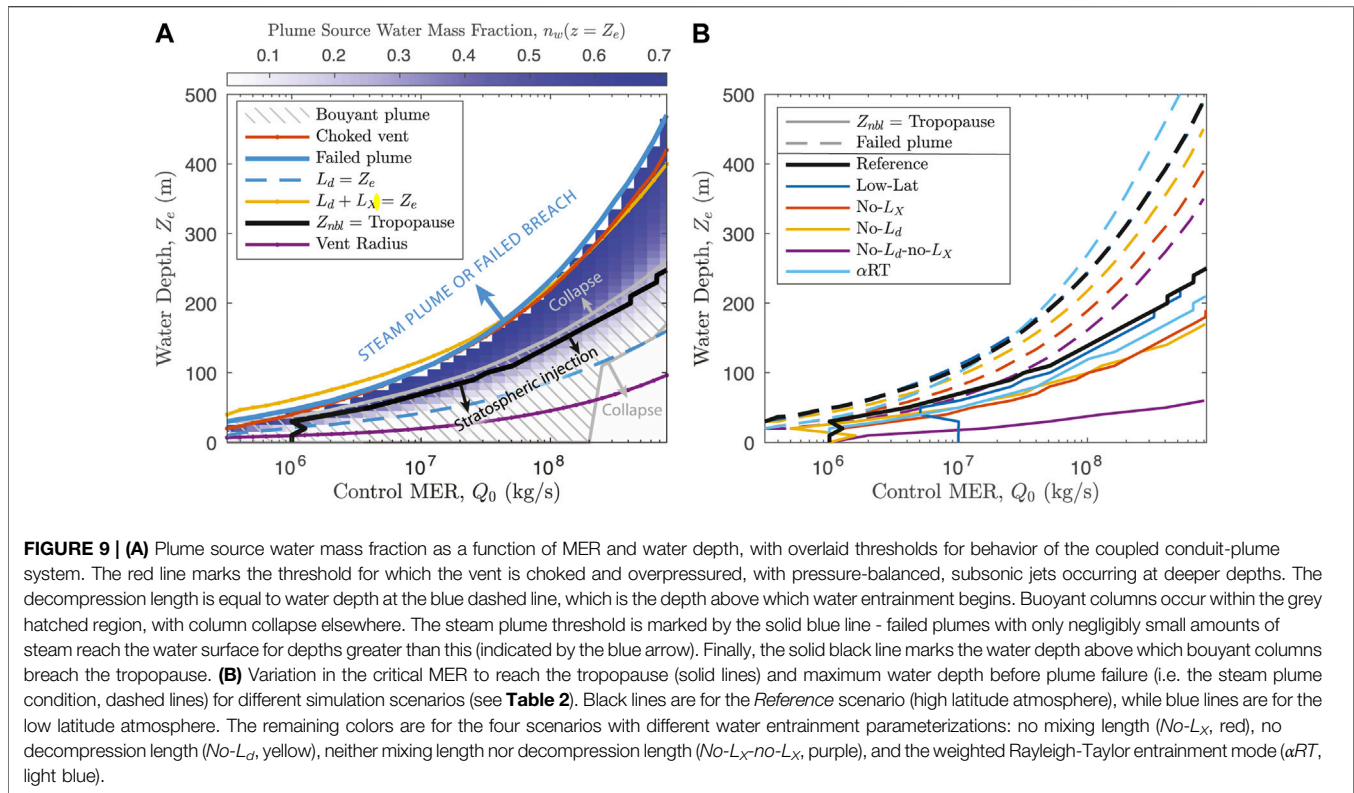 A
Plume Source Water Mass Fraction, n_w(z = Z_e)
0.1 0.2 0.3 0.4 0.5 0.6 0.7
500
400
300
200
100
0
Water Depth, Z_e (m)
Bouyant plume
Choked vent
Failed plume
L_d = Z_e
L_d + L_X = Z_e
Z_nbl = Tropopause
Vent Radius
STEAM PLUME OR FAILED BREACH
Collapse
Stratospheric injection
Collapse
10^6 10^7 10^8
Control MER, Q_0 (kg/s)
B
500
400
300
200
100
0
Water Depth, Z_e (m)
Z_nbl = Tropopause
Failed plume
Reference
Low-Lat
No-L_X
No-L_d
No-L_d-no-L_X
αRT
10^6 10^7 10^8
Control MER, Q_0 (kg/s)
FIGURE 9 | (A) Plume source water mass fraction as a function of MER and water depth, with overlaid thresholds for behavior of the coupled conduit-plume
system. The red line marks the threshold for which the vent is choked and overpressured, with pressure-balanced, subsonic jets occurring at deeper depths. The
decompression length is equal to water depth at the blue dashed line, which is the depth above which water entrainment begins. Buoyant columns occur within the grey
hatched region, with column collapse elsewhere. The steam plume threshold is marked by the solid blue line - failed plumes with only negligibly small amounts of
steam reach the water surface for depths greater than this (indicated by the blue arrow). Finally, the solid black line marks the water depth above which bouyant columns
breach the tropopause. (B) Variation in the critical MER to reach the tropopause (solid lines) and maximum water depth before plume failure (i.e. the steam plume
condition, dashed lines) for different simulation scenarios (see Table 2). Black lines are for the Reference scenario (high latitude atmosphere), while blue lines are for the
low latitude atmosphere. The remaining colors are for the four scenarios with different water entrainment parameterizations: no mixing length (No-L_X, red), no
decompression length (No-L_d, yellow), neither mixing length nor decompression length (No-L_X-no-L_X, purple), and the weighted Rayleigh-Taylor entrainment mode (αRT,
light blue).